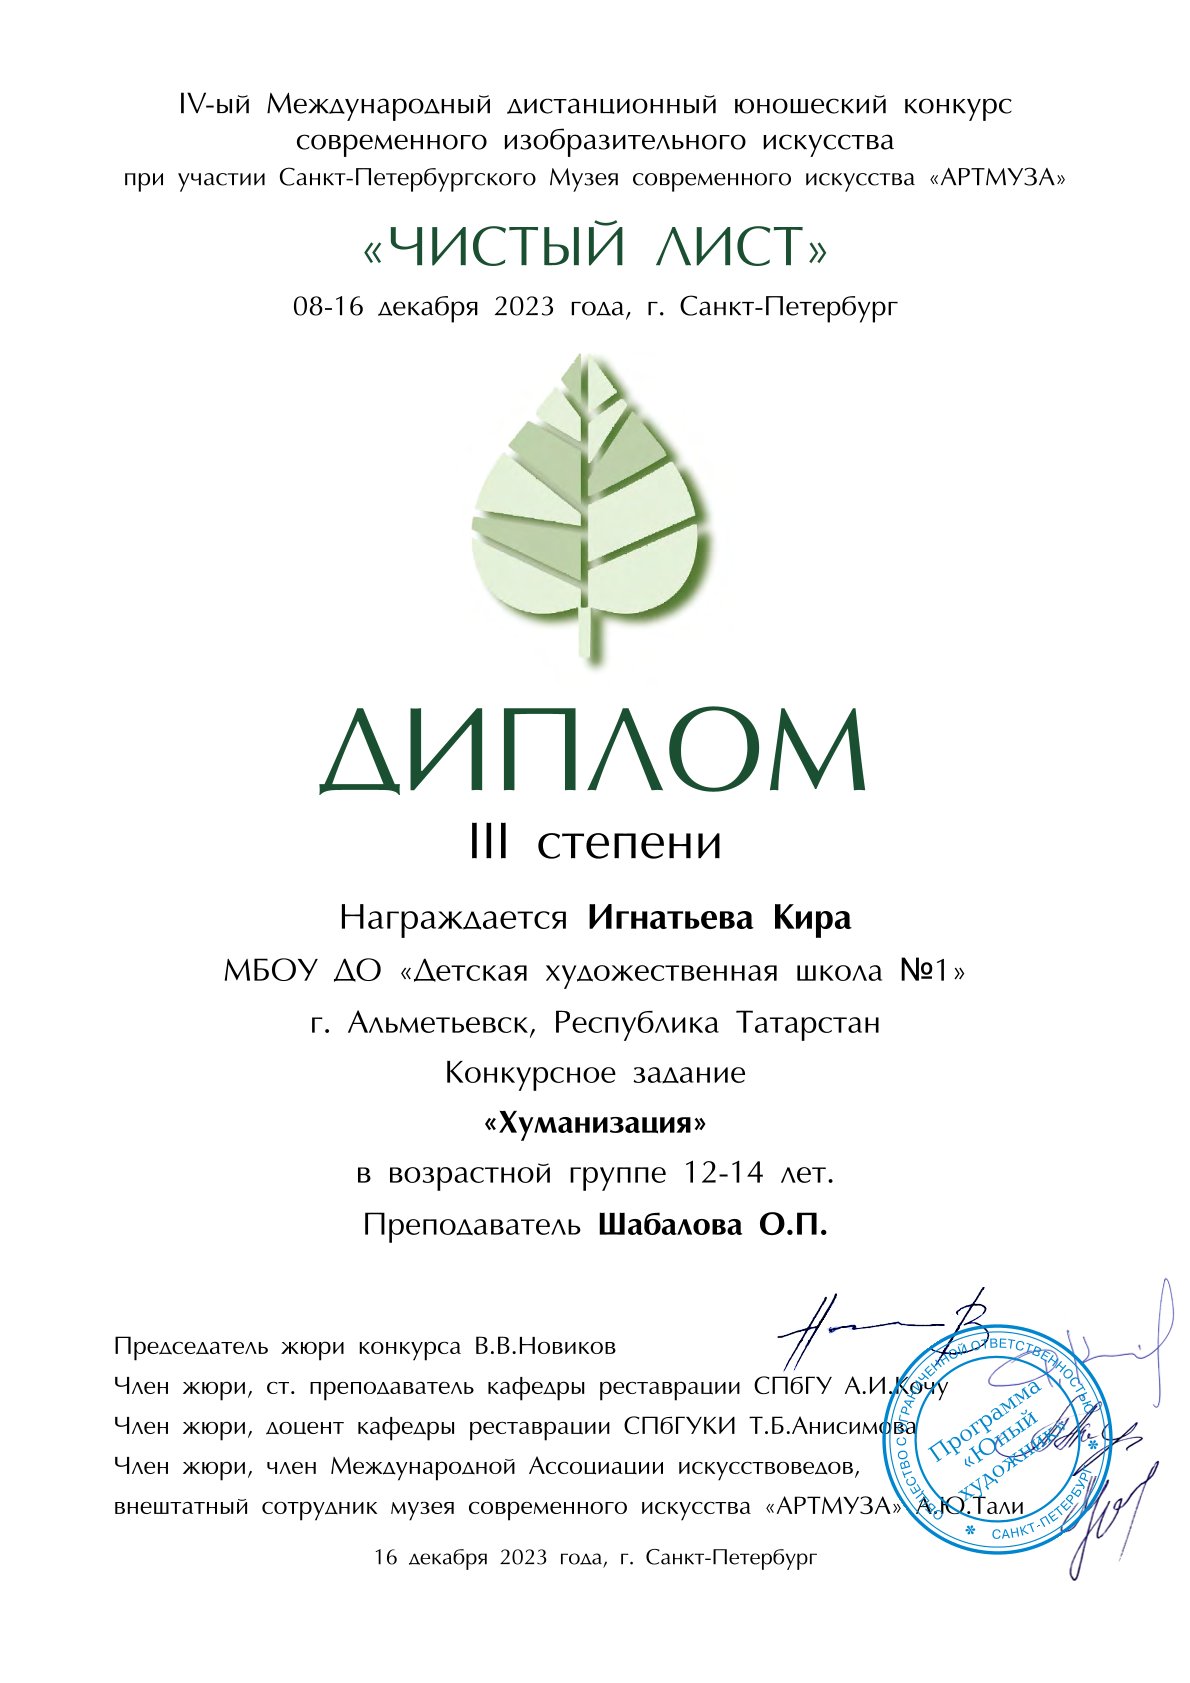 IV-ый Международный дистанционный юношеский конкурс
современного изобразительного искусства
при участии Санкт-Петербургского Музея современного искусства «АРТМУЗА»
«ЧИСТЫЙ ЛИСТ»
08-16 декабря 2023 года, г. Санкт-Петербург
ДИПЛОМ
III степени
Награждается Игнатьева Кира
МБОУ ДО «Детская художественная школа №1»
г. Альметьевск, Республика Татарстан
Конкурсное задание
«Хуманизация»
в возрастной группе 12-14 лет.
Преподаватель Шабалова О.П.
Председатель жюри конкурса В.В.Новиков
Член жюри, ст. преподаватель кафедры реставрации СПбГУ А.И.Кочу
Член жюри, доцент кафедры реставрации СПбГУКИ Т.Б.Анисимова
Член жюри, член Международной Ассоциации искусствоведов,
внештатный сотрудник музея современного искусства «АРТМУЗА» А.Ю.Тали
ОБЩЕСТВО С ОГРАНИЧЕННОЙ ОТВЕТСТВЕННОСТЬЮ
Программа
«Юный
художник»
САНКТ-ПЕТЕРБУРГ
16 декабря 2023 года, г. Санкт-Петербург